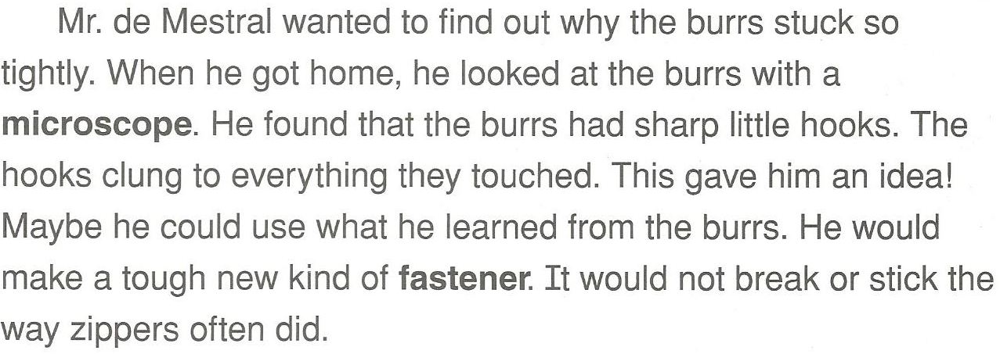 Mr. de Mestral wanted to find out why the burrs stuck so
tightly. When he got home, he looked at the burrs with a
microscope. He found that the burrs had sharp little hooks. The
hooks clung to everything they touched. This gave him an idea!
Maybe he could use what he learned from the burrs. He would
make a tough new kind of fastener. It would not break or stick the
way zippers often did.